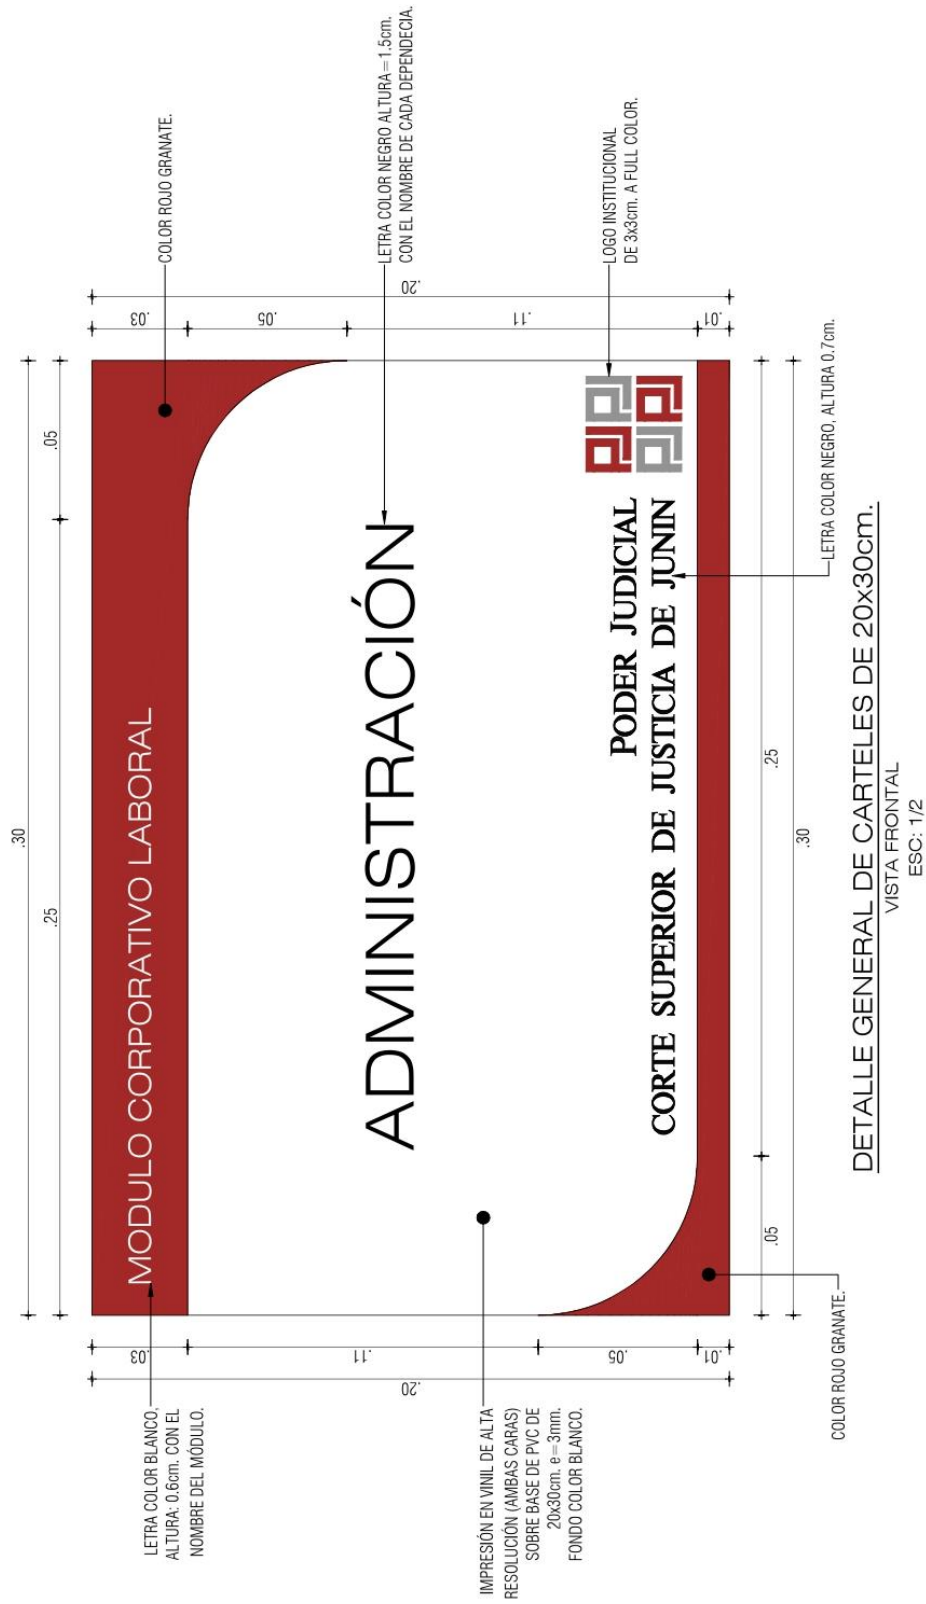 .30
.25
.05
LETRA COLOR BLANCO,
ALTURA: 0.6cm. CON EL
NOMBRE DEL MÓDULO.
.20
.03
.11
.05
.01
MODULO CORPORATIVO LABORAL
COLOR ROJO GRANATE.
.20
.03
.05
.11
.01
ADMINISTRACIÓN
LETRA COLOR NEGRO ALTURA=1.5cm.
CON EL NOMBRE DE CADA DEPENDECIA.
IMPRESIÓN EN VINIL DE ALTA
RESOLUCIÓN (AMBAS CARAS)
SOBRE BASE DE PVC DE
20x30cm. e=3mm.
FONDO COLOR BLANCO.
PODER JUDICIAL
CORTE SUPERIOR DE JUSTICIA DE JUNIN
LOGO INSTITUCIONAL
DE 3x3cm. A FULL COLOR.
.05
.25
.30
COLOR ROJO GRANATE.
LETRA COLOR NEGRO, ALTURA 0.7cm.
DETALLE GENERAL DE CARTELES DE 20x30cm.
VISTA FRONTAL
ESC: 1/2